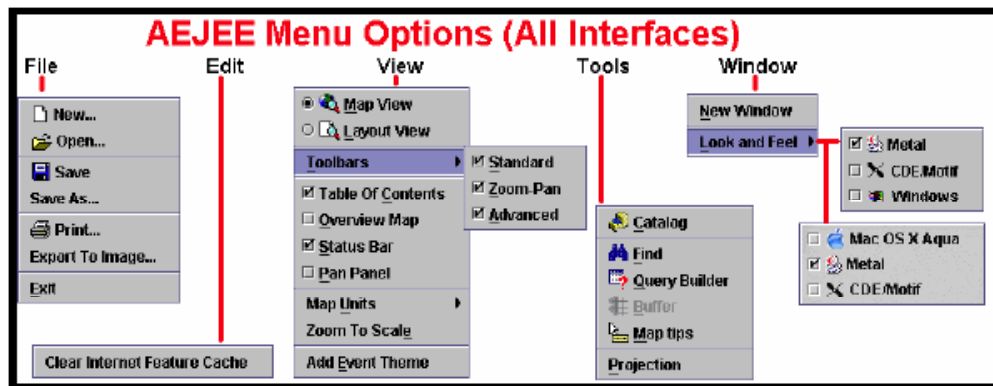 AEJEE Menu Options (All Interfaces)
File Edit View Tools Window
New...
Open...
Save
Save As...
Print...
Export To Image...
Exit
Clear Internet Feature Cache
Map View
Layout View
Toolbars
Table Of Contents
Overview Map
Status Bar
Pan Panel
Map Units
Zoom To Scale
Add Event Theme
Standard
Zoom-Pan
Advanced
Catalog
Find
Query Builder
Buffer
Map tips
Projection
New Window
Look and Feel
Metal
CDE/Motif
Windows
Mac OS X Aqua
Metal
CDE/Motif